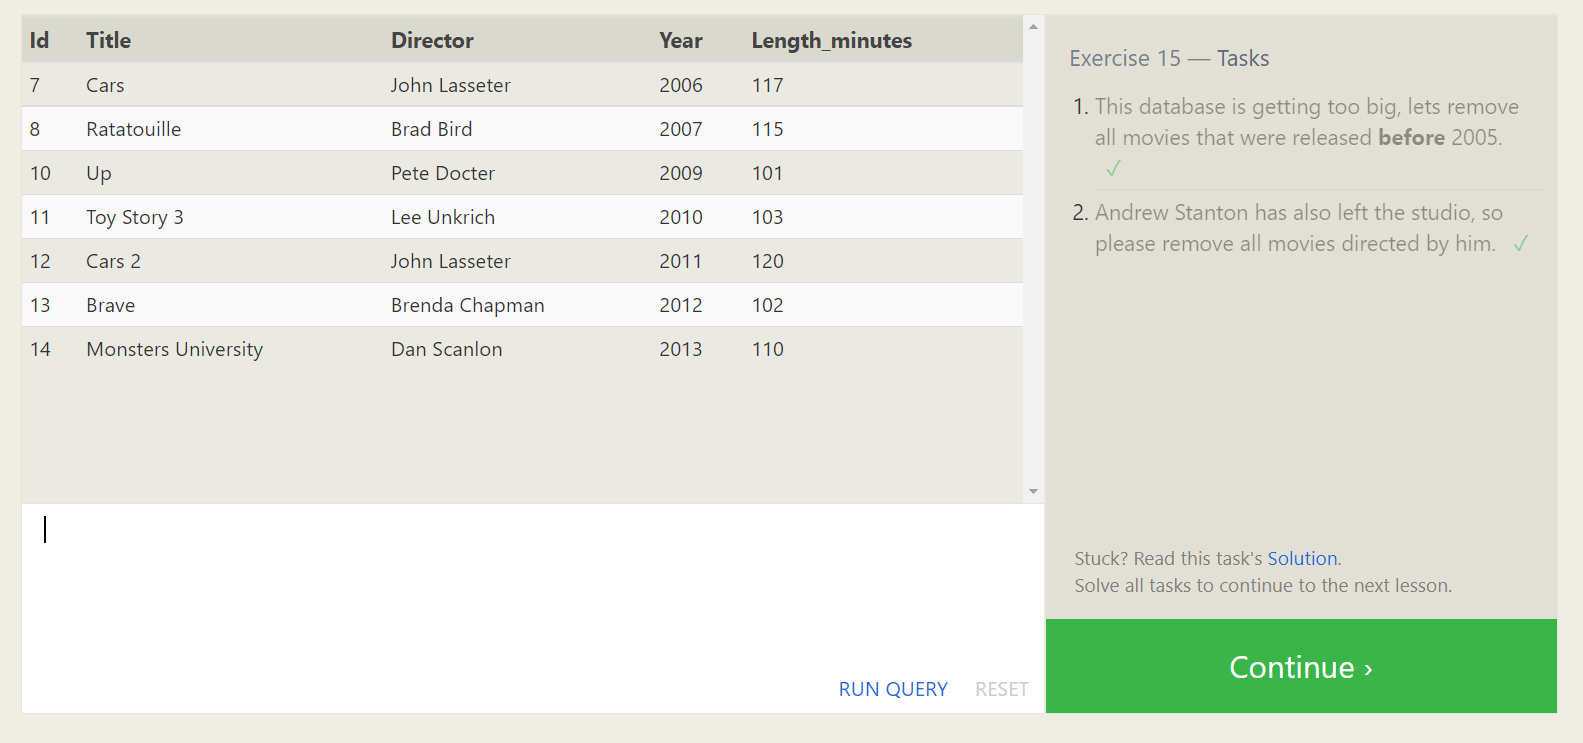 Id Title Director Year Length_minutes
7 Cars John Lasseter 2006 117
8 Ratatouille Brad Bird 2007 115
10 Up Pete Docter 2009 101
11 Toy Story 3 Lee Unkrich 2010 103
12 Cars 2 John Lasseter 2011 120
13 Brave Brenda Chapman 2012 102
14 Monsters University Dan Scanlon 2013 110
RUN QUERY RESET
Exercise 15 — Tasks
1. This database is getting too big, lets remove
all movies that were released before 2005.
✓
2. Andrew Stanton has also left the studio, so
please remove all movies directed by him. ✓
Stuck? Read this task's Solution.
Solve all tasks to continue to the next lesson.
Continue ›